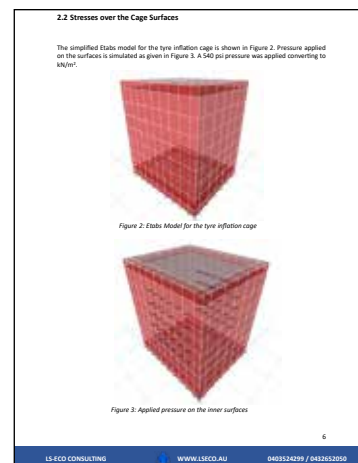 2.2 Stresses over the Cage Surfaces
The simplified Etabs model for the tyre inflation cage is shown in Figure 2. Pressure applied
on the surfaces is simulated as given in Figure 3. A 540 psi pressure was applied converting to
kN/m².
Figure 2: Etabs Model for the tyre inflation cage
Figure 3: Applied pressure on the inner surfaces
6
LS-ECO CONSULTING WWW.LSECO.AU 0403524299 / 0432652050